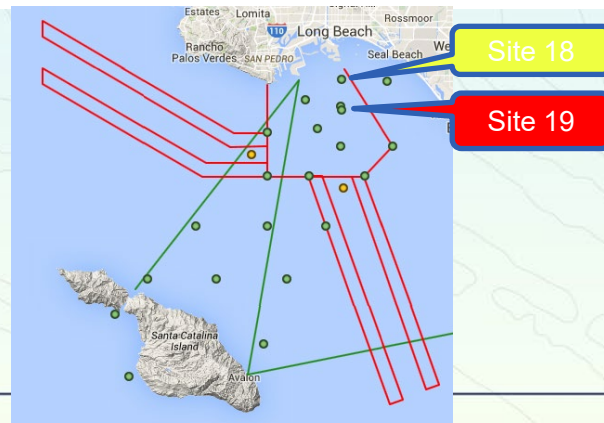 Estates
Lomita
Rossmoor
110
Long Beach
Rancho
Palos Verdes
SAN PEDRO
Seal Beach
We
Site 18
Site 19
Santa Catalina
Island
Avalon